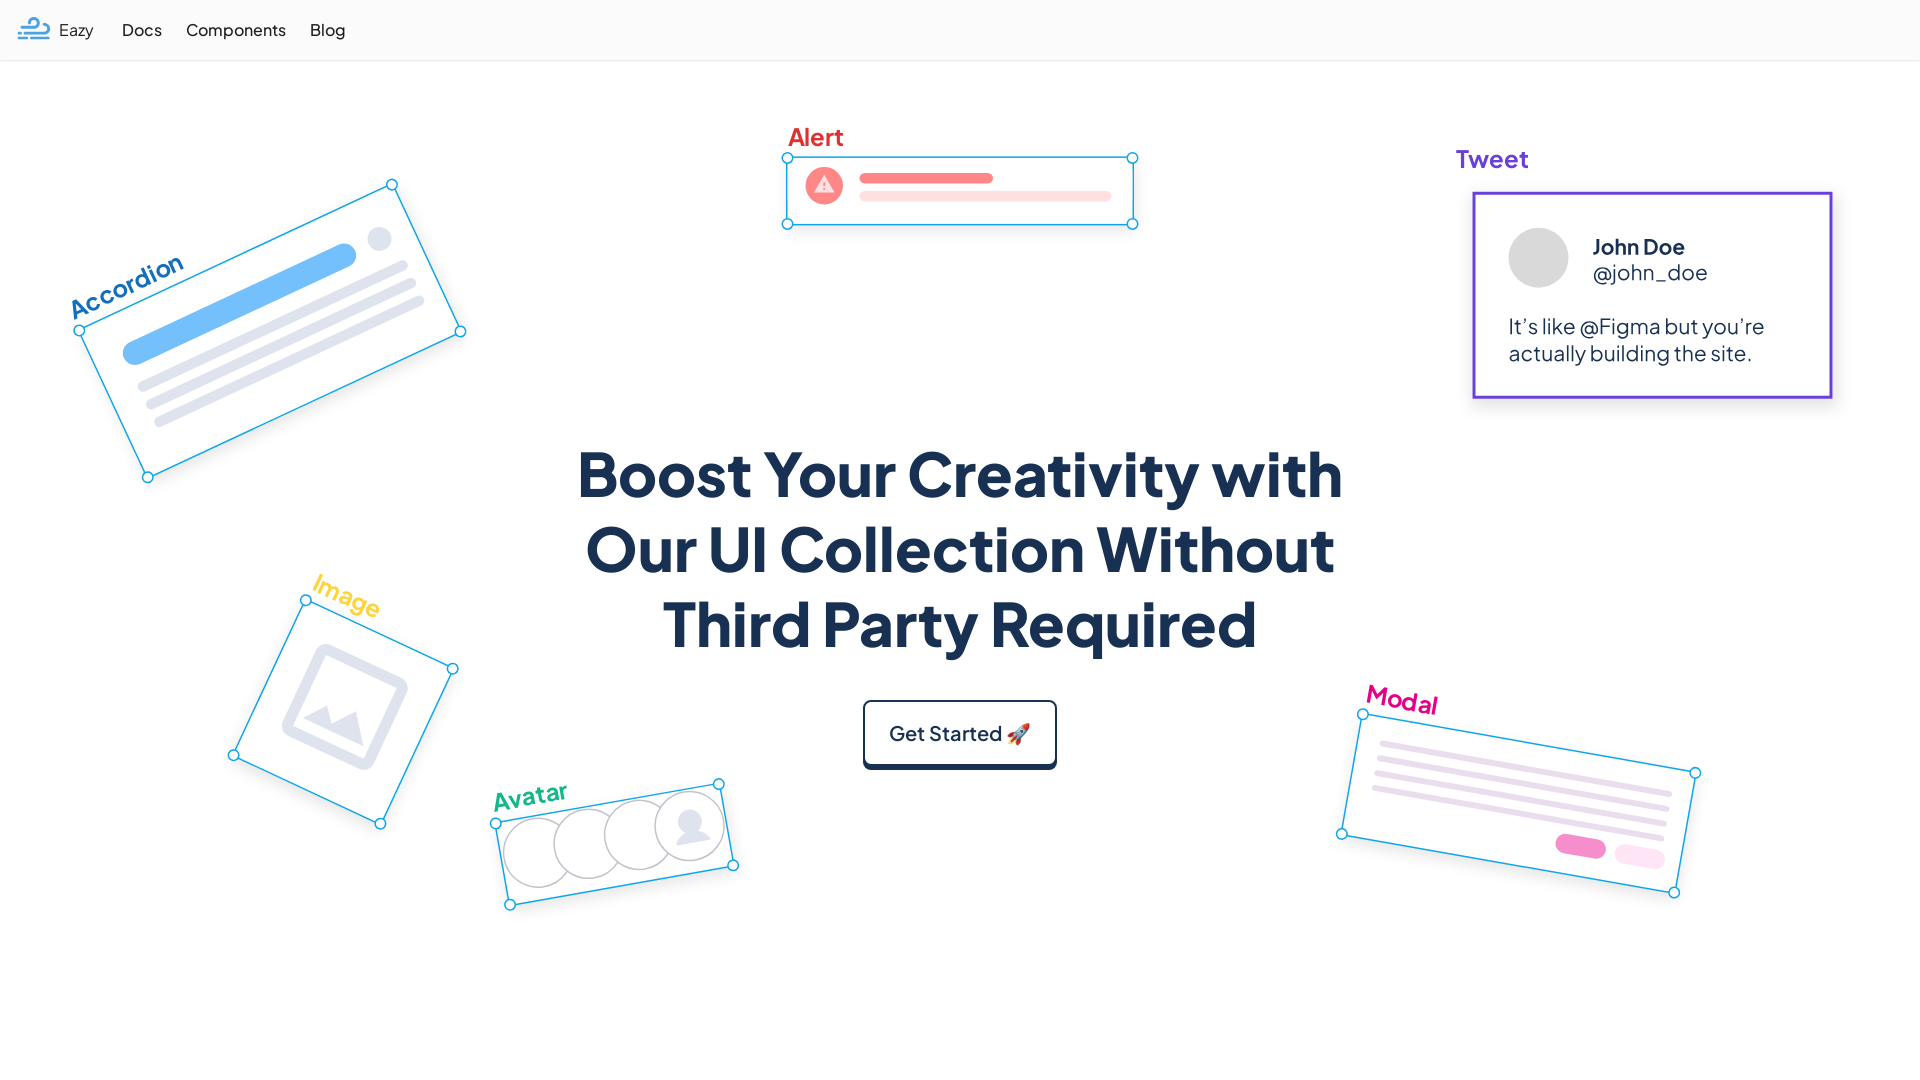 Eazy
Docs
Components
Blog
Alert
Tweet
John Doe
@john_doe
It’s like @Figma but you’re
actually building the site.
Accordion
Boost Your Creativity with
Our UI Collection Without
Third Party Required
Get Started 🚀
Image
Avatar
Modal